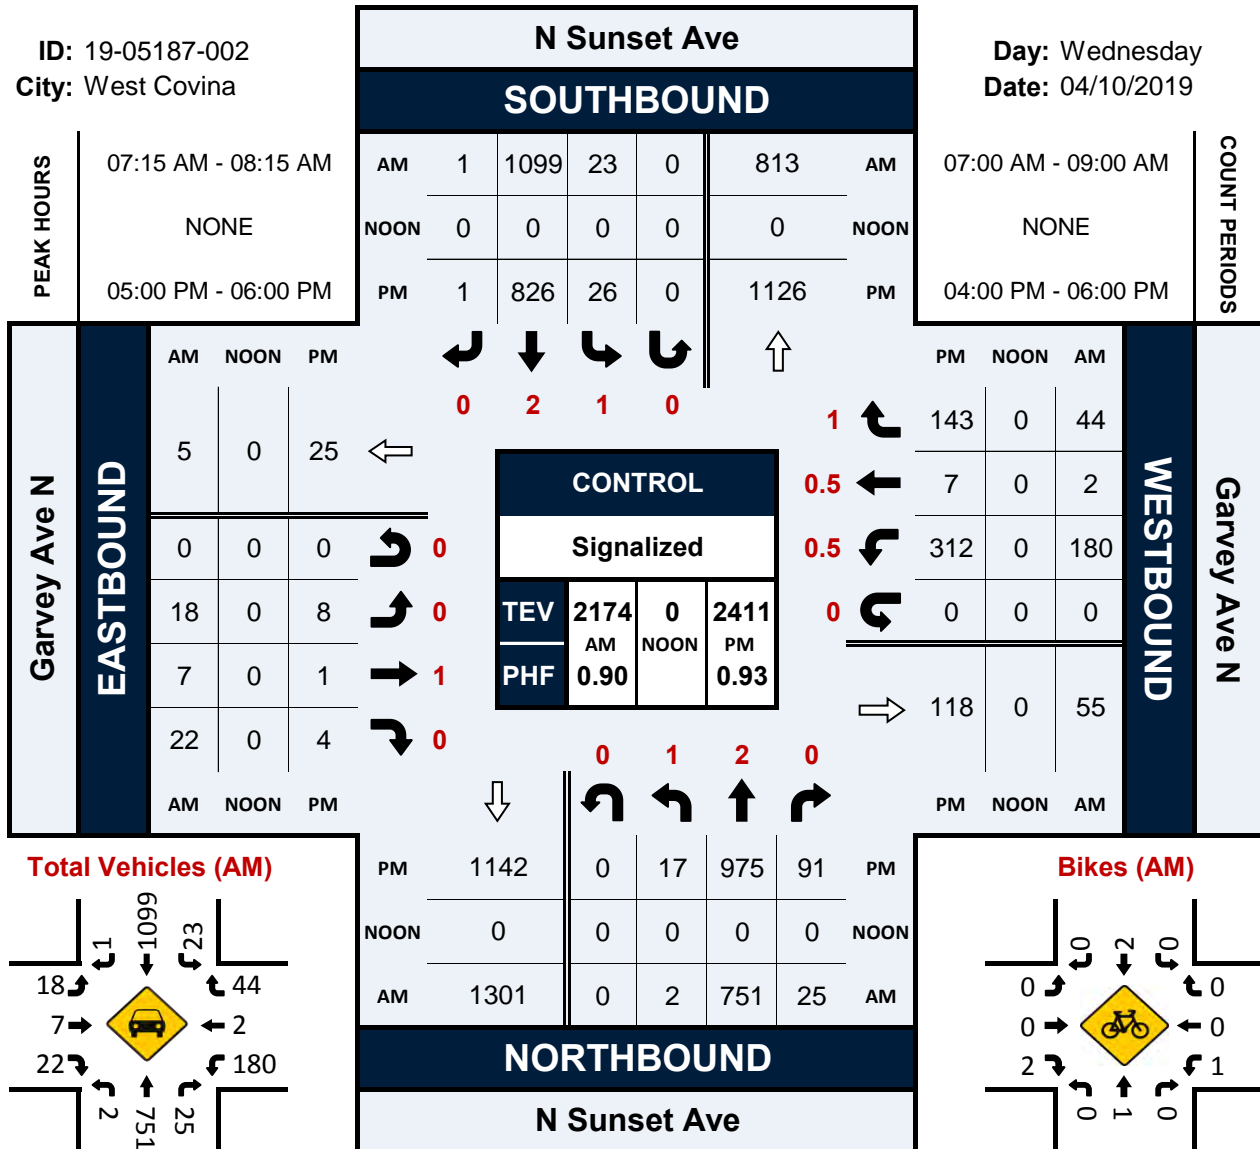 N Sunset Ave
ID: 19-05187-002
Day: Wednesday
City: West Covina
Date: 04/10/2019
SOUTHBOUND
PEAK HOURS
07:15 AM - 08:15 AM
AM 1 1099 23 0 813 AM
07:00 AM - 09:00 AM
COUNT PERIODS
NONE
NOON 0 0 0 0 0 NOON
NONE
05:00 PM - 06:00 PM
PM 1 826 26 0 1126 PM
04:00 PM - 06:00 PM
0 2 1 0
Garvey Ave N
EASTBOUND
AM NOON PM
5 0 25
0 0 0 0
18 0 8 0
7 0 1 1
22 0 4 0
AM NOON PM
CONTROL
Signalized
TEV 2174 0 2411
AM NOON PM
PHF 0.90 0.93
PM NOON AM
1 143 0 44
0.5 7 0 2
0.5 312 0 180
0 0 0 0
118 0 55
PM NOON AM
WESTBOUND
Garvey Ave N
0 1 2 0
PM 1142 0 17 975 91 PM
NOON 0 0 0 0 0 NOON
AM 1301 0 2 751 25 AM
NORTHBOUND
N Sunset Ave
Total Vehicles (AM)
1 1099 23
18 44
7 2
22 180
2 751 25
Bikes (AM)
0 2 0
0 0
0 0
2 1
0 1 0